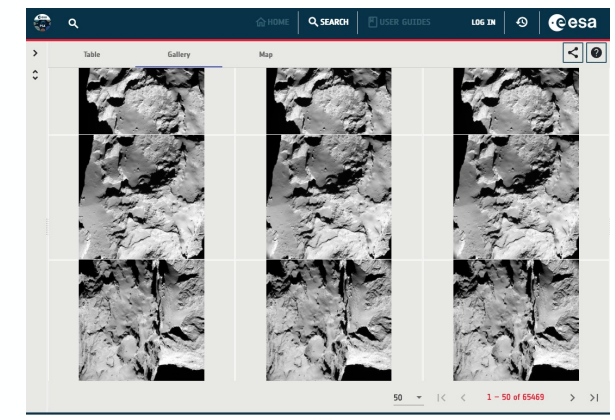 HOME SEARCH USER GUIDES LOG IN esa
Table Gallery Map
50 1 – 50 of 65469